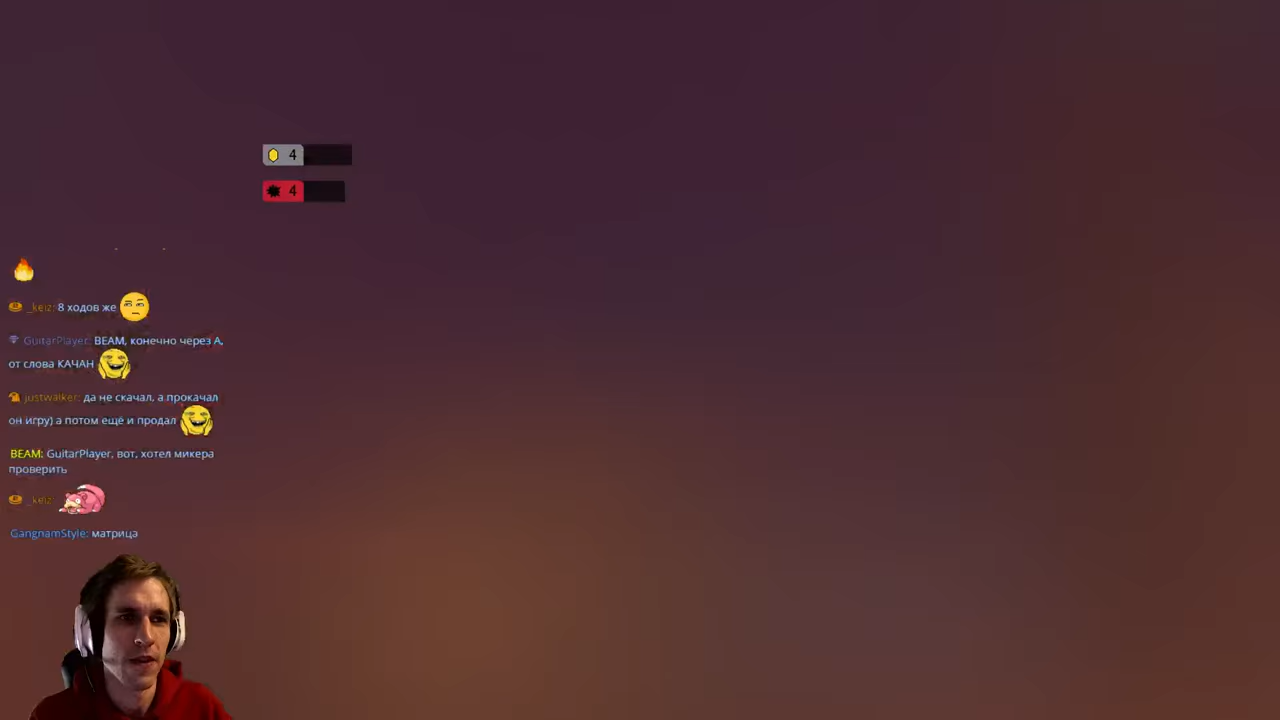 4
4
_keiz: 8 ходов же
GuitarPlayer: BEAM, конечно через А,
от слова КАЧАН
justwalker: да не скачал, а прокачал
он игру) а потом ещё и продал
BEAM: GuitarPlayer, вот, хотел микера
проверить
_keiz:
GangnamStyle: матрица